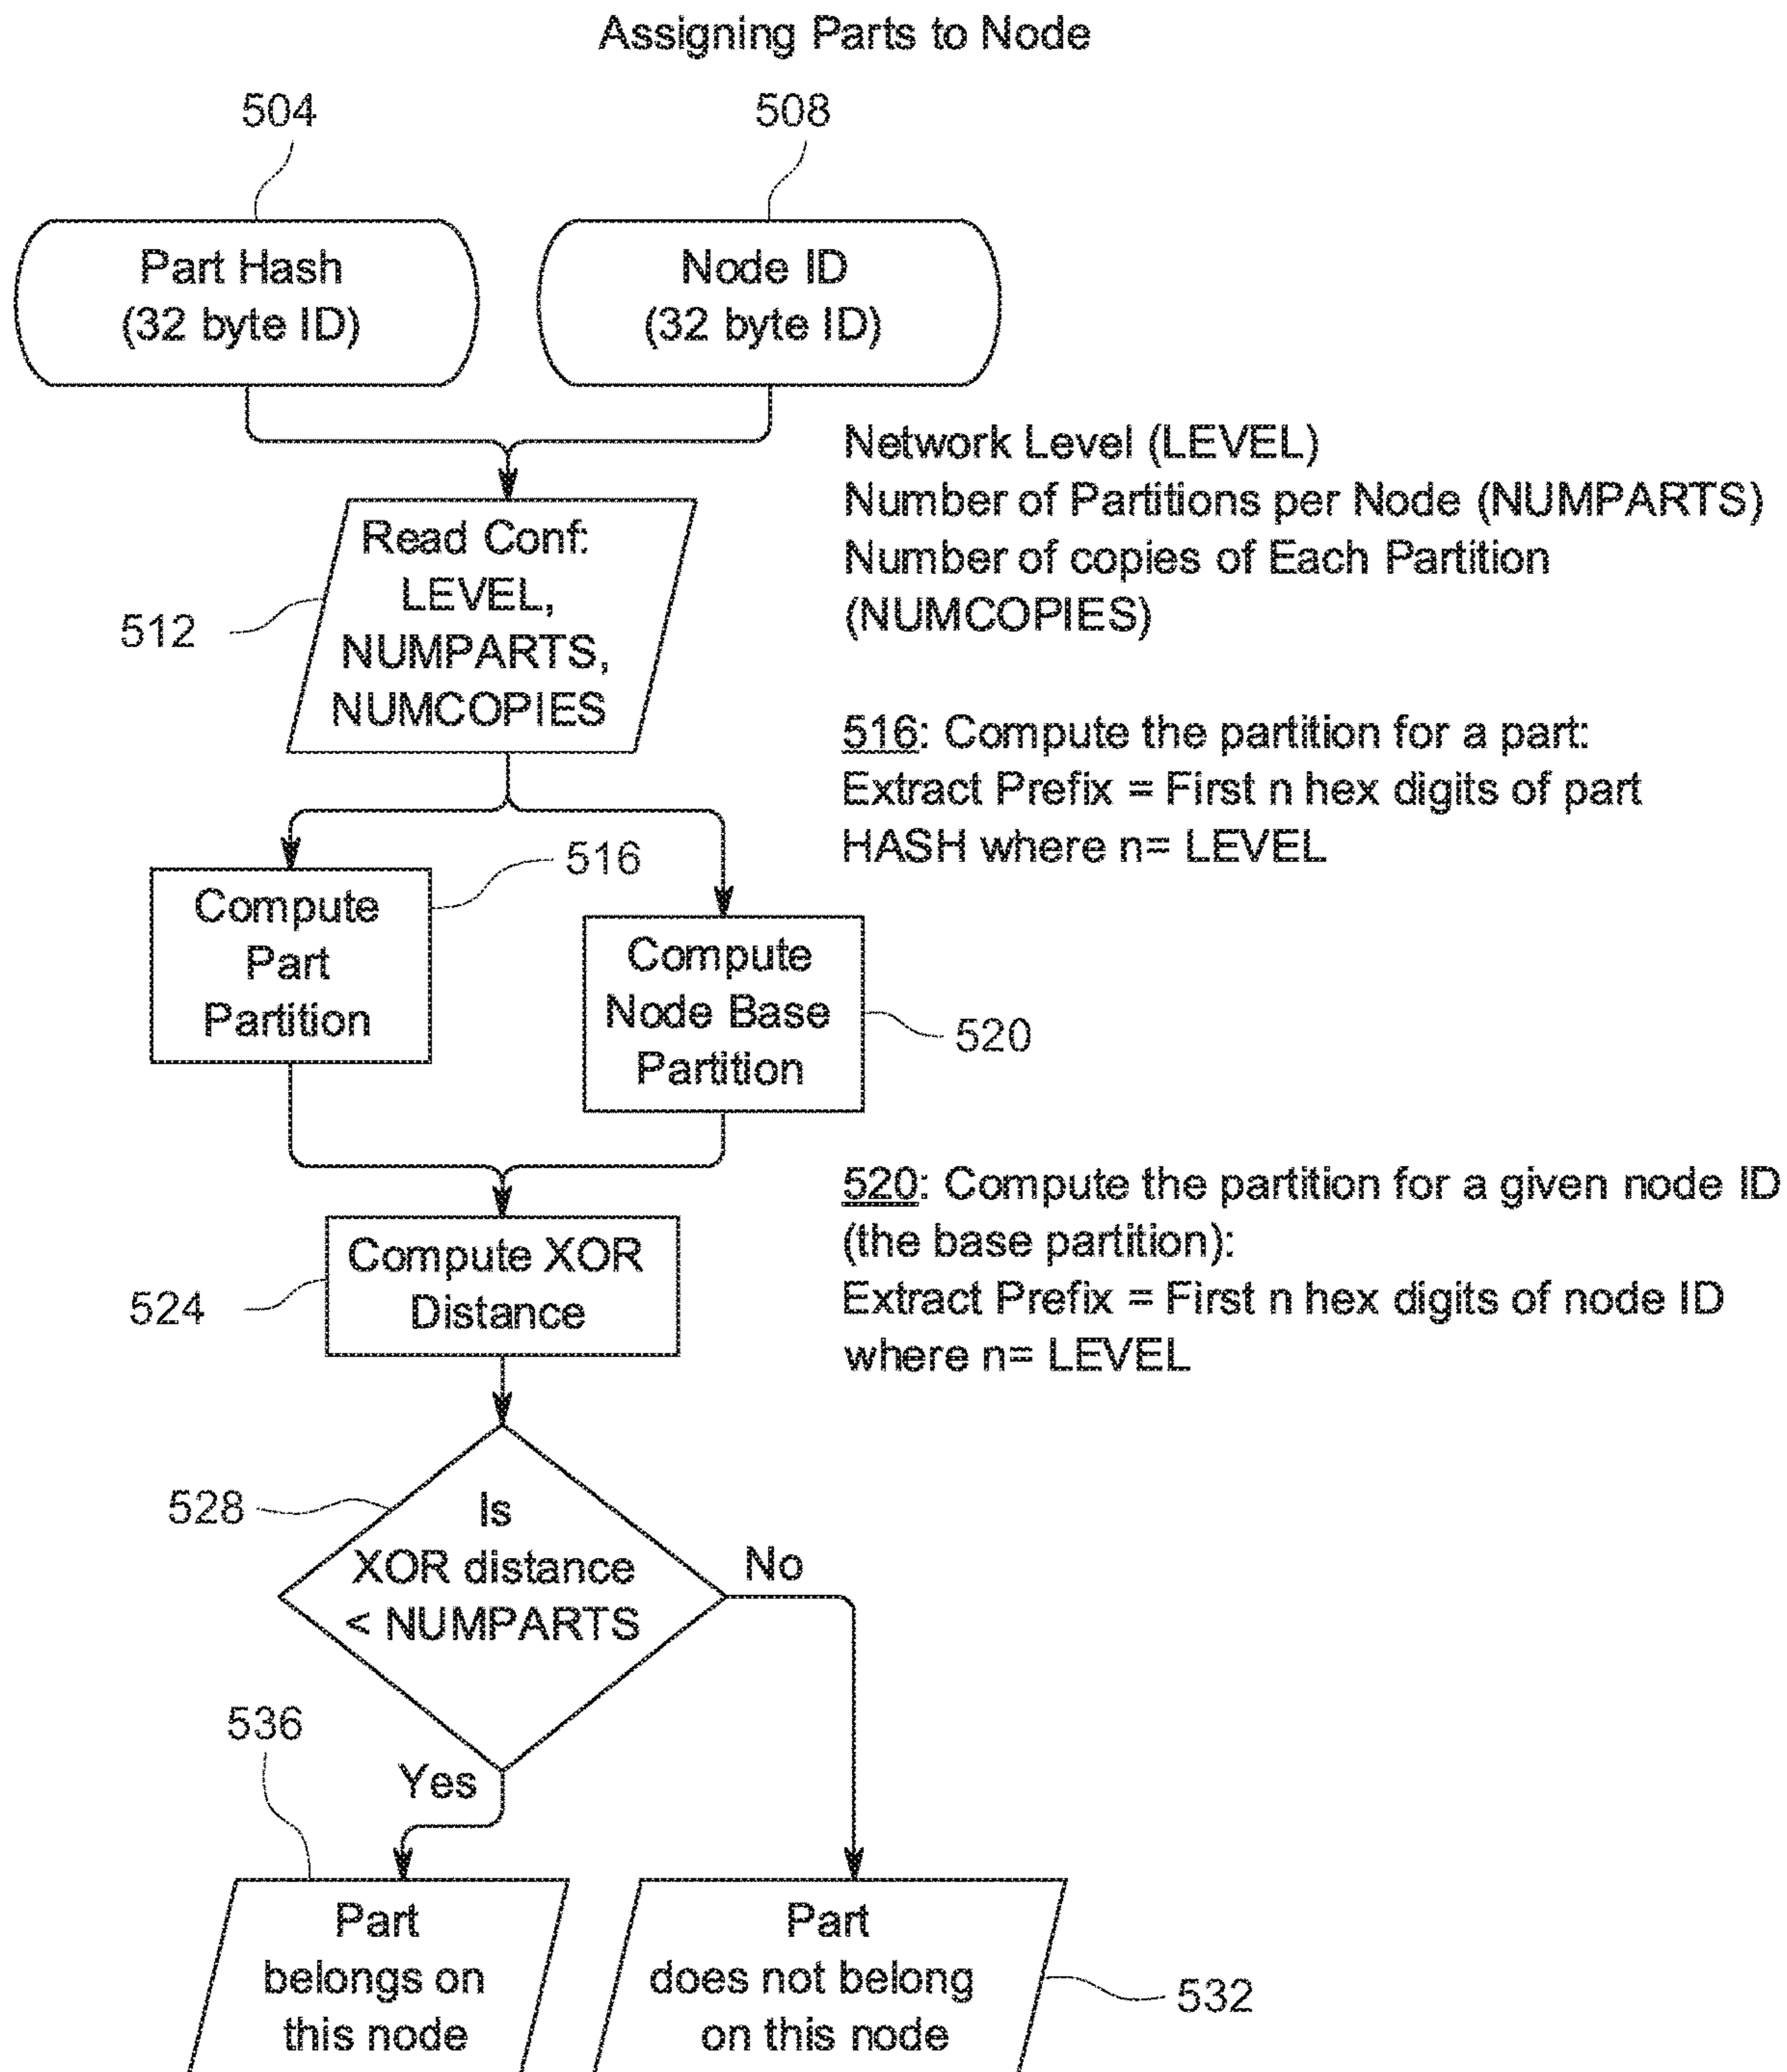 Assigning Parts to Node
504
508
Part Hash
(32 byte ID)
Node ID
(32 byte ID)
Network Level (LEVEL)
Number of Partitions per Node (NUMPARTS)
Number of copies of Each Partition
(NUMCOPIES)
Read Conf:
LEVEL,
NUMPARTS,
NUMCOPIES
512
516: Compute the partition for a part:
Extract Prefix = First n hex digits of part
HASH where n= LEVEL
516
Compute
Part
Partition
Compute
Node Base
Partition
520
520: Compute the partition for a given node ID
(the base partition):
Extract Prefix = First n hex digits of node ID
where n= LEVEL
Compute XOR
Distance
524
528
Is
XOR distance
< NUMPARTS
No
536
Yes
Part
belongs on
this node
Part
does not belong
on this node
532